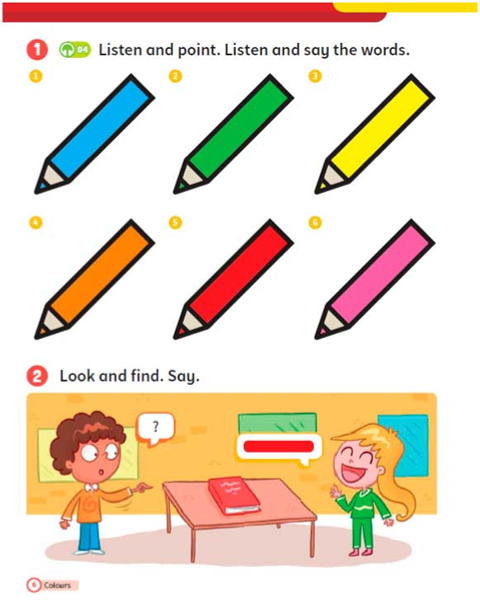 1 04 Listen and point. Listen and say the words.
1 2 3
4 5 6
2 Look and find. Say.
?
6 Colours